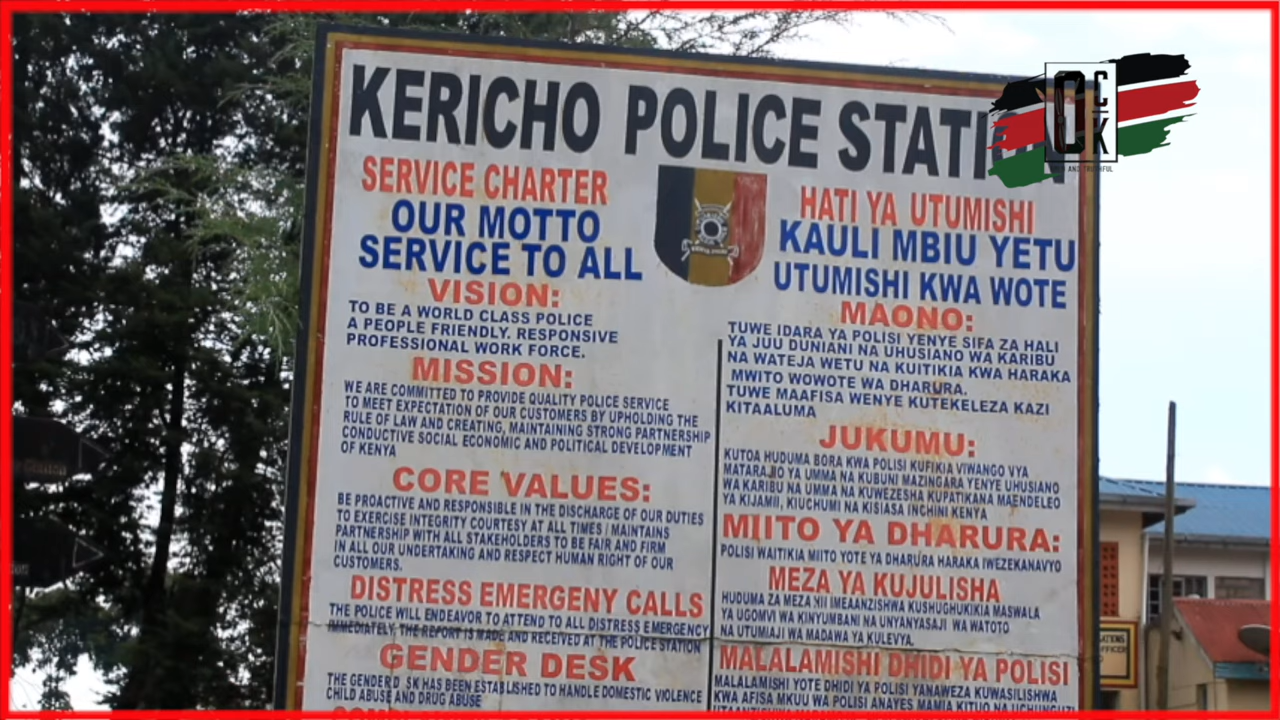 KERICHO POLICE STATION
SERVICE CHARTER
OUR MOTTO
SERVICE TO ALL
VISION:
TO BE A WORLD CLASS POLICE
A PEOPLE FRIENDLY. RESPONSIVE
PROFESSIONAL WORK FORCE.
MISSION:
WE ARE COMMITTED TO PROVIDE QUALITY POLICE SERVICE
TO MEET EXPECTATION OF OUR CUSTOMERS BY UPHOLDING THE
RULE OF LAW AND CREATING, MAINTAINING STRONG PARTNERSHIP
CONDUCTIVE SOCIAL ECONOMIC AND POLITICAL DEVELOPMENT
OF KENYA
CORE VALUES:
BE PROACTIVE AND RESPONSIBLE IN THE DISCHARGE OF OUR DUTIES
TO EXERCISE INTEGRITY COURTESY AT ALL TIMES / MAINTAINS
PARTNERSHIP WITH ALL STAKEHOLDERS TO BE FAIR AND FIRM
IN ALL OUR UNDERTAKING AND RESPECT HUMAN RIGHT OF OUR
CUSTOMERS.
DISTRESS EMERGENY CALLS
THE POLICE WILL ENDEAVOR TO ATTEND TO ALL DISTRESS EMERGENCY
IMMEDIATELY, THE REPORT IS MADE AND RECEIVED AT THE POLICE STATION
GENDER DESK
THE GENDER D SK HAS BEEN ESTABLISHED TO HANDLE DOMESTIC VIOLENCE
CHILD ABUSE AND DRUG ABUSE
HATI YA UTUMISHI
KAULI MBIU YETU
UTUMISHI KWA WOTE
MAONO:
TUWE IDARA YA POLISI YENYE SIFA ZA HALI
YA JUU DUNIANI NA UHUSIANO WA KARIBU
NA WATEJA WETU NA KUITIKIA KWA HARAKA
MWITO WOWOTE WA DHARURA.
TUWE MAAFISA WENYE KUTEKELEZA KAZI
KITAALUMA
JUKUMU:
KUTOA HUDUMA BORA KWA POLISI KUFIKIA VIWANGO VYA
MATARAJIO YA UMMA NA KUBUNI MAZINGARA YENYE UHUSIANO
WA KARIBU NA UMMA NA KUWEZESHA KUPATIKANA MAENDELEO
YA KIJAMII, KIUCHUMI NA KISIASA INCHINI KENYA
MIITO YA DHARURA:
POLISI WAITIKIA MIITO YOTE YA DHARURA HARAKA IWEZEKANAVYO
MEZA YA KUJULISHA
HUDUMA ZA MEZA HII IMEAANZISHWA KUSHUGHUKIKIA MASWALA
YA UGOMVI WA KINYUMBANI NA UNYANYASAJI WA WATOTO
NA UTUMIAJI WA MADAWA YA KULEVYA.
MALALAMISHI DHIDI YA POLISI
MALALAMISHI YOTE DHIDI YA POLISI YANAWEZA KUWASILISHWA
KWA AFISA MKUU WA POLISI ANAYES MAMIA KITUO NA
OCCK
OFFICER